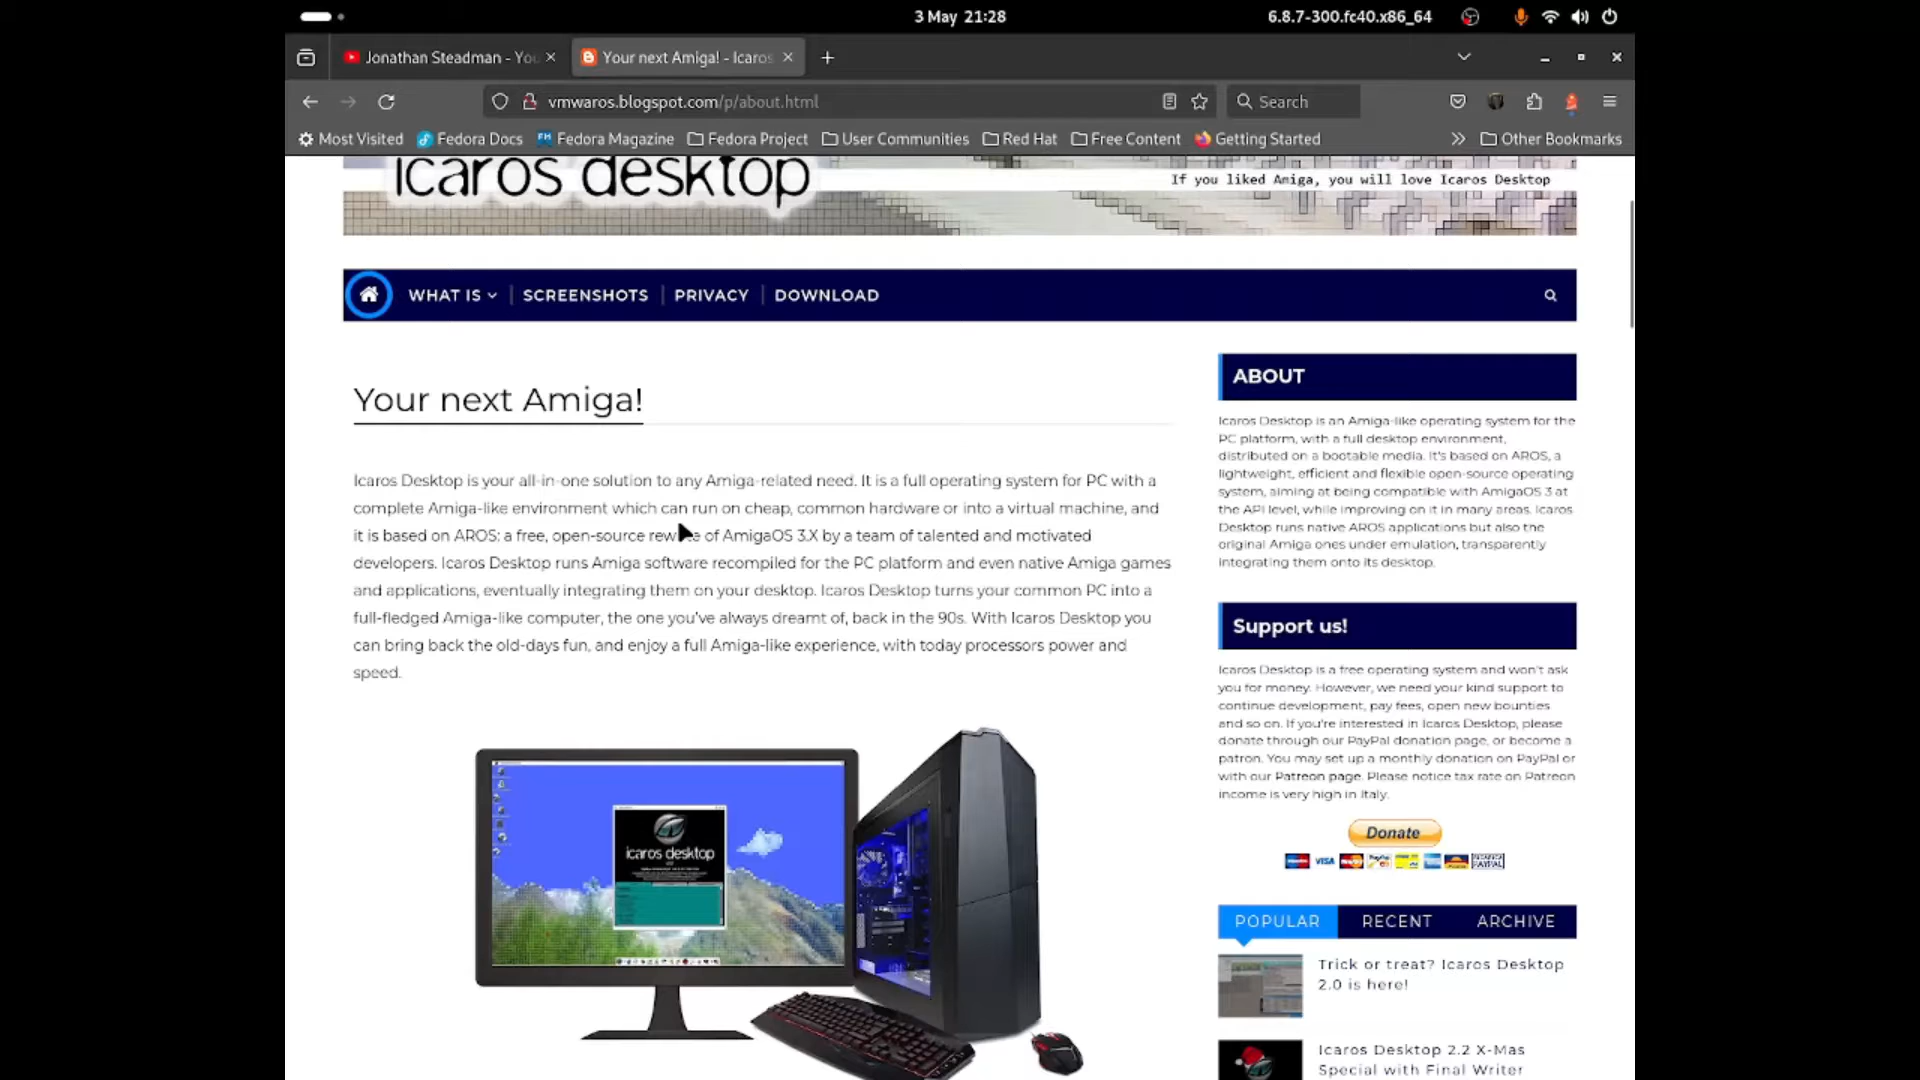 3 May 21:28
6.8.7-300.fc40.x86_64
Jonathan Steadman - You
Your next Amiga! - Icaros
vmwaros.blogspot.com/p/about.html
Search
Most Visited
Fedora Docs
Fedora Magazine
Fedora Project
User Communities
Red Hat
Free Content
Getting Started
Other Bookmarks
icaros desktop
If you liked Amiga, you will love Icaros Desktop
WHAT IS
SCREENSHOTS
PRIVACY
DOWNLOAD
Your next Amiga!
Icaros Desktop is your all-in-one solution to any Amiga-related need. It is a full operating system for PC with a
complete Amiga-like environment which can run on cheap, common hardware or into a virtual machine, and
it is based on AROS: a free, open-source rew e of AmigaOS 3.X by a team of talented and motivated
developers. Icaros Desktop runs Amiga software recompiled for the PC platform and even native Amiga games
and applications, eventually integrating them on your desktop. Icaros Desktop turns your common PC into a
full-fledged Amiga-like computer, the one you've always dreamt of, back in the 90s. With Icaros Desktop you
can bring back the old-days fun, and enjoy a full Amiga-like experience, with today processors power and
speed.
icaros desktop
ABOUT
Icaros Desktop is an Amiga-like operating system for the
PC platform, with a full desktop environment,
distributed on a bootable media. It's based on AROS, a
lightweight, efficient and flexible open-source operating
system, aiming at being compatible with AmigaOS 3 at
the API level, while improving on it in many areas. Icaros
Desktop runs native AROS applications but also the
original Amiga ones under emulation, transparently
integrating them onto its desktop.
Support us!
Icaros Desktop is a free operating system and won't ask
you for money. However, we need your kind support to
continue development, pay fees, open new bounties
and so on. If you're interested in Icaros Desktop, please
donate through our PayPal donation page, or become a
patron. You may set up a monthly donation on PayPal or
with our Patreon page. Please notice tax rate on Patreon
income is very high in Italy.
Donate
VISA
POPULAR
RECENT
ARCHIVE
Trick or treat? Icaros Desktop
2.0 is here!
Icaros Desktop 2.2 X-Mas
Special with Final Writer